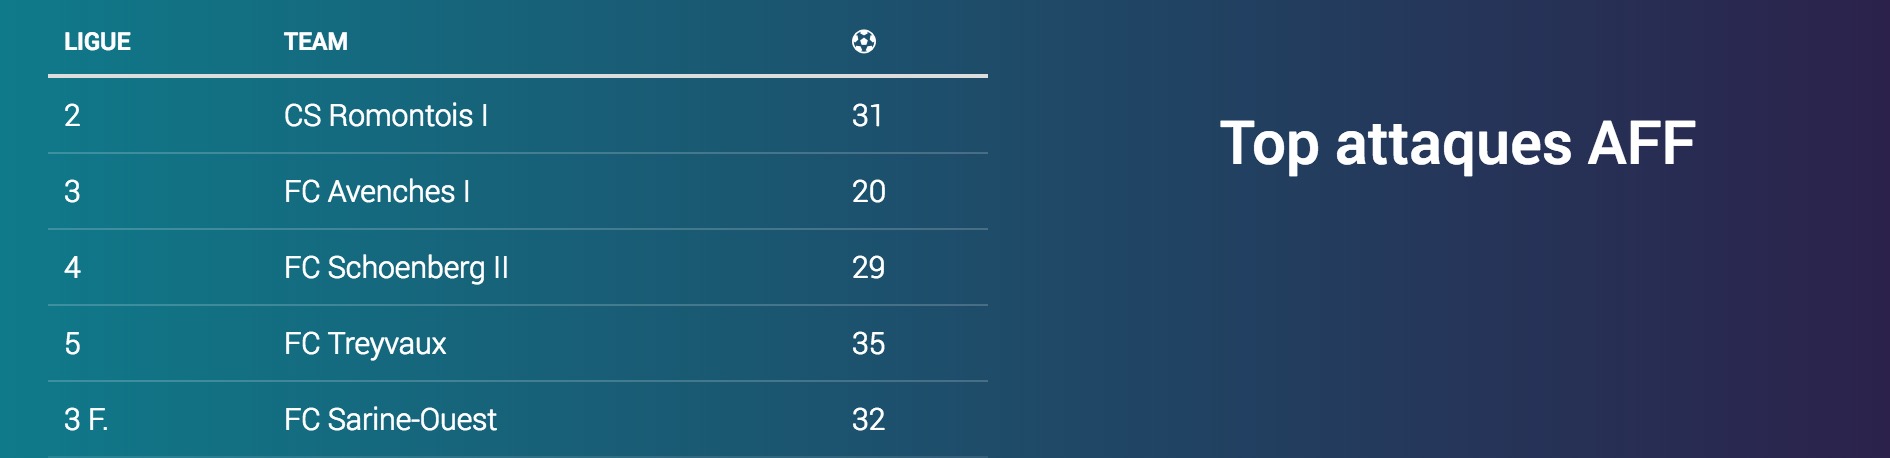 LIGUE TEAM
2 CS Romontois I 31
3 FC Avenches I 20
4 FC Schoenberg II 29
5 FC Treyvaux 35
3 F. FC Sarine-Ouest 32
Top attaques AFF